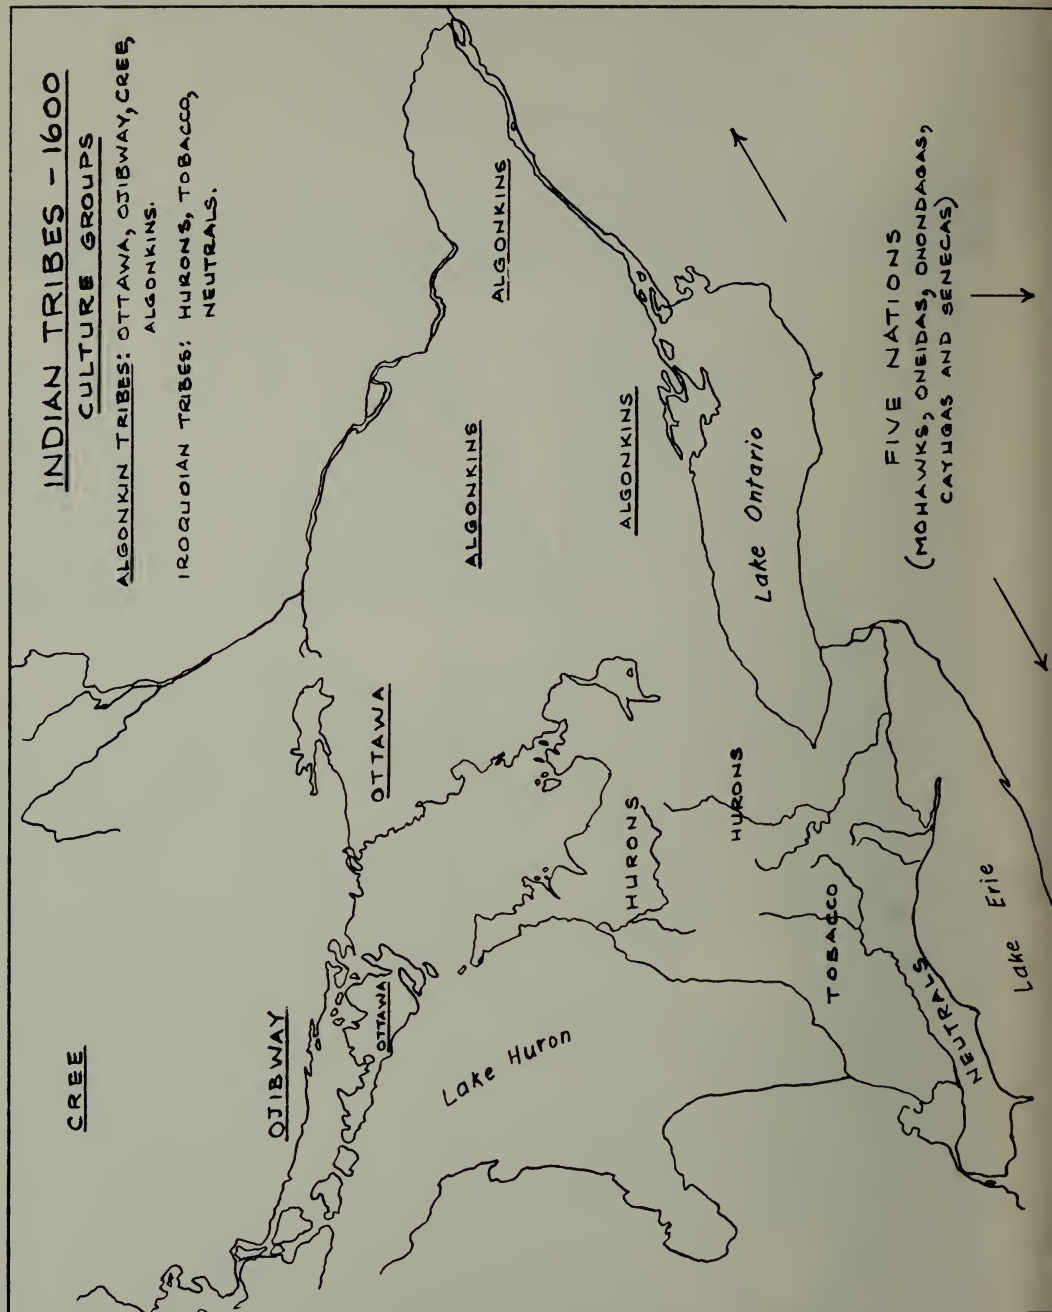 INDIAN TRIBES - 1600
CULTURE GROUPS
ALGONKIN TRIBES: OTTAWA, OJIBWAY, CREE,
ALGONKINS.
IROQUOIAN TRIBES: HURONS, TOBACCO,
NEUTRALS.
CREE
OJIBWAY
OTTAWA
OTTAWA
ALGONKINS
ALGONKINS
ALGONKINS
Lake Huron
HURONS
HURONS
Lake Ontario
TOBACCO
NEUTRALS
Lake Erie
FIVE NATIONS
(MOHAWKS, ONEIDAS, ONONDAGAS,
CAYUGAS AND SENECAS)